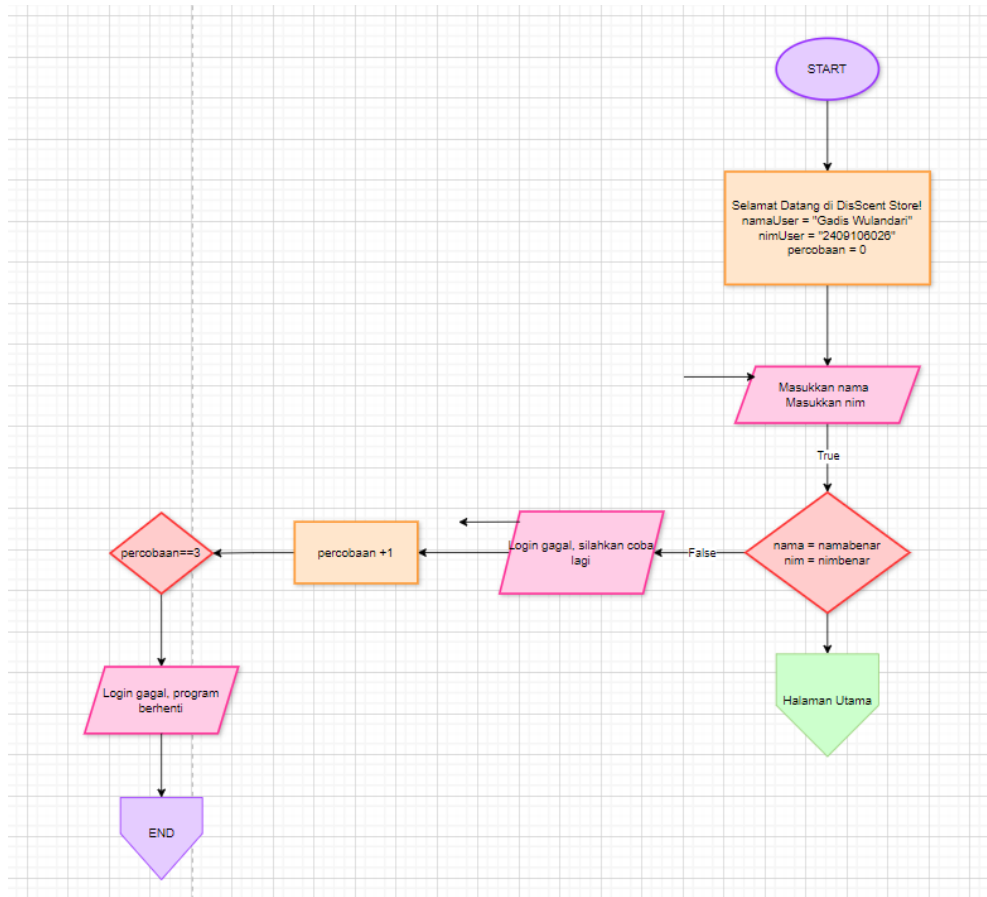 START
Selamat Datang di DisScent Store!
namaUser = "Gadis Wulandari"
nimUser = "2409106026"
percobaan = 0
Masukkan nama
Masukkan nim
True
nama = namabenar
nim = nimbenar
False
Login gagal, silahkan coba
lagi
percobaan +1
percobaan==3
Login gagal, program
berhenti
END
Halaman Utama